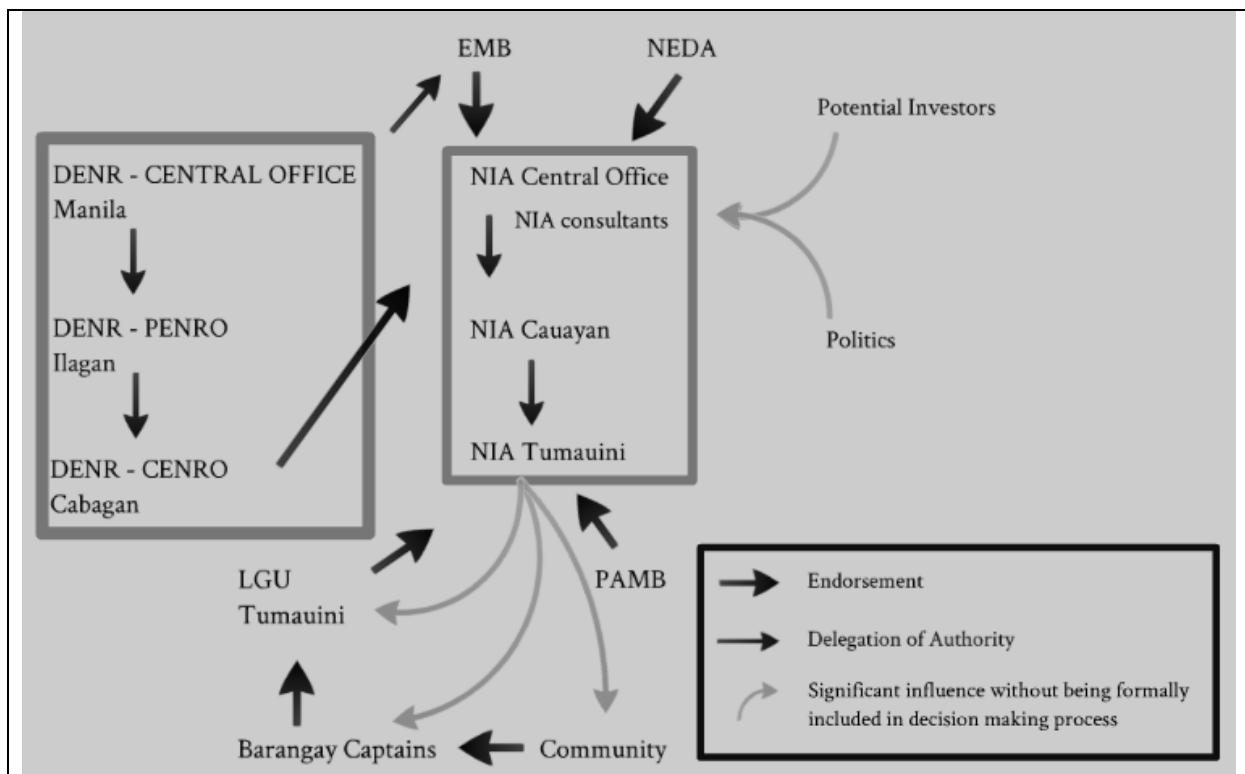 EMB
NEDA
Potential Investors
DENR - CENTRAL OFFICE
Manila
NIA Central Office
NIA consultants
DENR - PENRO
Ilagan
NIA Cauayan
Politics
DENR - CENRO
Cabagan
NIA Tumauini
LGU
Tumauini
PAMB
Barangay Captains
Community
Endorsement
Delegation of Authority
Significant influence without being formally
included in decision making process